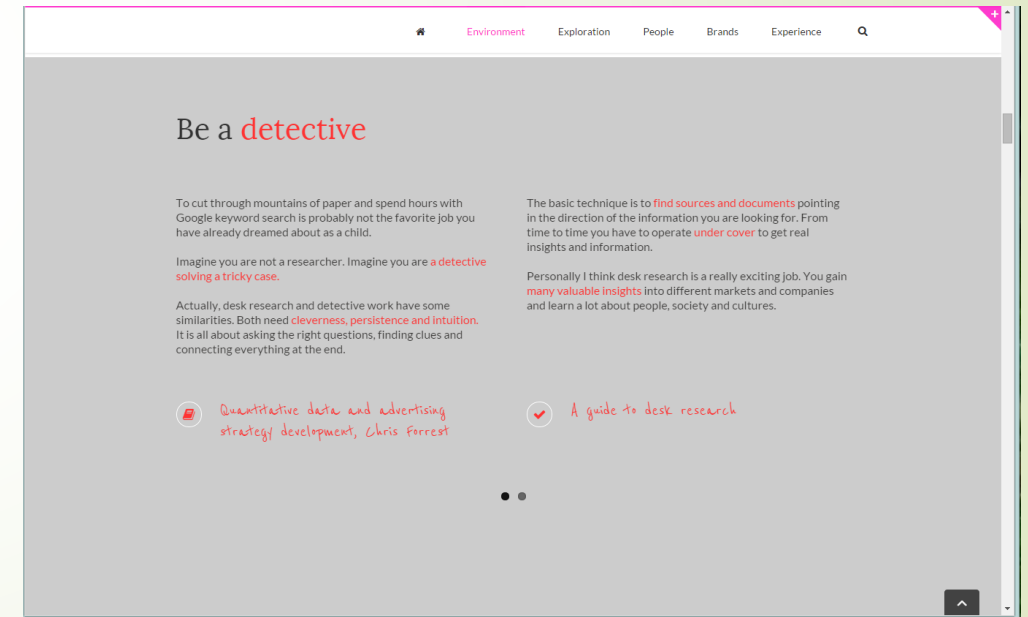 Environment Exploration People Brands Experience
Be a detective
To cut through mountains of paper and spend hours with
Google keyword search is probably not the favorite job you
have already dreamed about as a child.
Imagine you are not a researcher. Imagine you are a detective
solving a tricky case.
Actually, desk research and detective work have some
similarities. Both need cleverness, persistence and intuition.
It is all about asking the right questions, finding clues and
connecting everything at the end.
The basic technique is to find sources and documents pointing
in the direction of the information you are looking for. From
time to time you have to operate under cover to get real
insights and information.
Personally I think desk research is a really exciting job. You gain
many valuable insights into different markets and companies
and learn a lot about people, society and cultures.
Quantitative data and advertising
strategy development, Chris Forrest
A guide to desk research